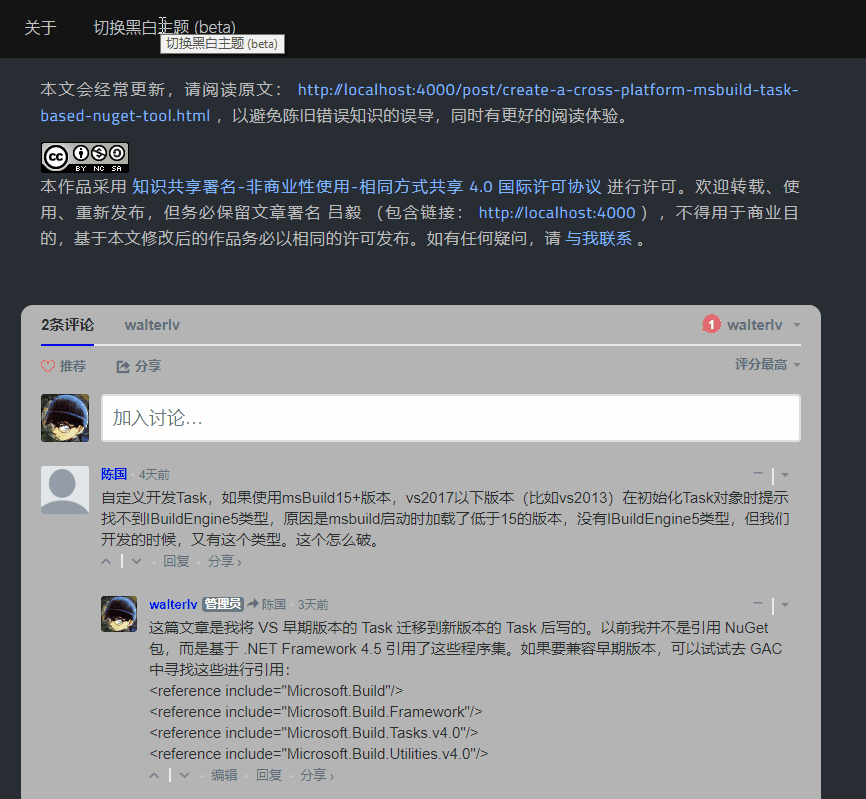 关于 切换黑白主题 (beta)
切换黑白主题 (beta)
本文会经常更新，请阅读原文： http://localhost:4000/post/create-a-cross-platform-msbuild-task-
based-nuget-tool.html ，以避免陈旧错误知识的误导，同时有更好的阅读体验。
cc BY NC SA
本作品采用 知识共享署名-非商业性使用-相同方式共享 4.0 国际许可协议 进行许可。欢迎转载、使
用、重新发布，但务必保留文章署名 吕毅 （包含链接： http://localhost:4000 ），不得用于商业目
的，基于本文修改后的作品务必以相同的许可发布。如有任何疑问，请 与我联系 。
2条评论 walterlv 1 walterlv
推荐 分享 评分最高
加入讨论...
陈国 · 4天前
自定义开发Task，如果使用msBuild15+版本，vs2017以下版本（比如vs2013）在初始化Task对象时提示
找不到IBuildEngine5类型，原因是msbuild启动时加载了低于15的版本，没有IBuildEngine5类型，但我们
开发的时候，又有这个类型。这个怎么破。
回复 · 分享 ›
walterlv 管理员 陈国 · 3天前
这篇文章是我将 VS 早期版本的 Task 迁移到新版本的 Task 后写的。以前我并不是引用 NuGet
包，而是基于 .NET Framework 4.5 引用了这些程序集。如果要兼容早期版本，可以试试去 GAC
中寻找这些进行引用：
<reference include="Microsoft.Build"/>
<reference include="Microsoft.Build.Framework"/>
<reference include="Microsoft.Build.Tasks.v4.0"/>
<reference include="Microsoft.Build.Utilities.v4.0"/>
编辑 · 回复 · 分享 ›